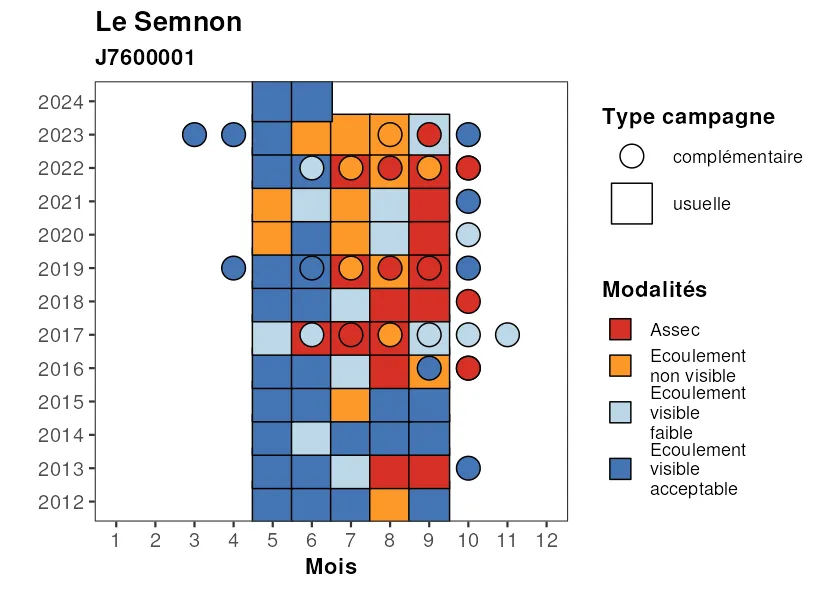 Le Semnon
J7600001
2024
2023
2022
2021
2020
2019
2018
2017
2016
2015
2014
2013
2012
1 2 3 4 5 6 7 8 9 10 11 12
Mois
Type campagne
complémentaire
usuelle
Modalités
Assec
Ecoulement
non visible
Ecoulement
visible
faible
Ecoulement
visible
acceptable